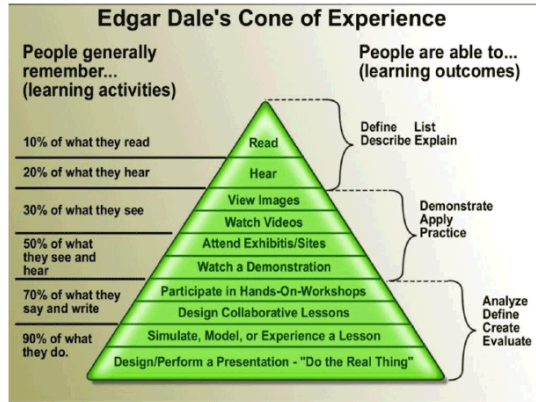 Edgar Dale's Cone of Experience
People generally
remember...
(learning activities)
People are able to...
(learning outcomes)
10% of what they read
20% of what they hear
30% of what they see
50% of what
they see and
hear
70% of what they
say and write
90% of what
they do.
Read
Hear
View Images
Watch Videos
Attend Exhibitis/Sites
Watch a Demonstration
Participate in Hands-On-Workshops
Design Collaborative Lessons
Simulate, Model, or Experience a Lesson
Design/Perform a Presentation - "Do the Real Thing"
Define List
Describe Explain
Demonstrate
Apply
Practice
Analyze
Define
Create
Evaluate